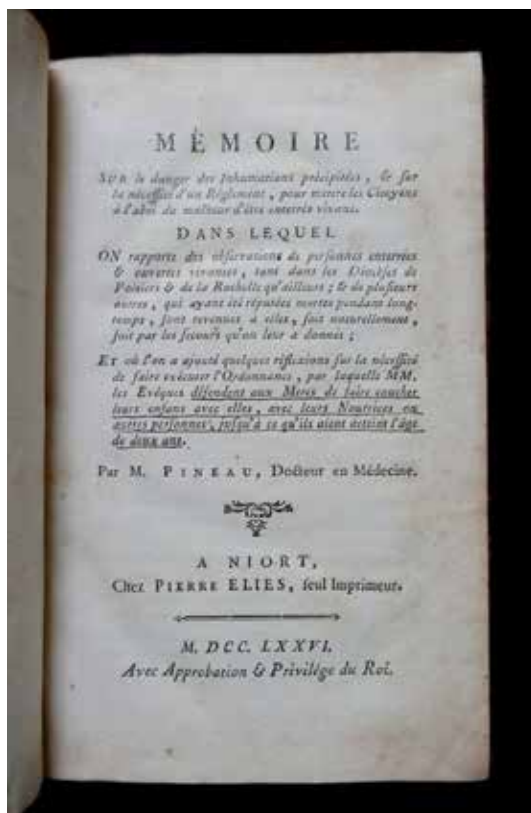 MÉMOIRE
SUR le danger des Inhumations précipitées, & sur
la nécessité d'un Réglement, pour mettre les Citoyens
à l'abri du malheur d'être enterrés vivans.
DANS LEQUEL
ON rapporte des observations de personnes enterrées
& ouvertes vivantes, tant dans les Diocèses de
Poitiers & de la Rochelle qu'ailleurs; & de plusieurs
autres, qui ayant été réputées mortes pendant long-
temps, sont revenues à elles, soit naturellement,
soit par les secours qu'on leur a donnés;
ET où l'on a ajouté quelques réflexions sur la nécessité
de faire exécuter l'Ordonnance, par laquelle MM.
les Evêques défendent aux Meres de faire coucher
leurs enfans avec elles, avec leurs Nourrices ou
autres personnes, jusqu'à ce qu'ils aient atteint l'âge
de deux ans.
Par M. PINEAU, Docteur en Médecine.
A NIORT,
Chez PIERRE ELIES, seul Imprimeur.
M. DCC. LXXVI.
Avec Approbation & Privilége du Roi.